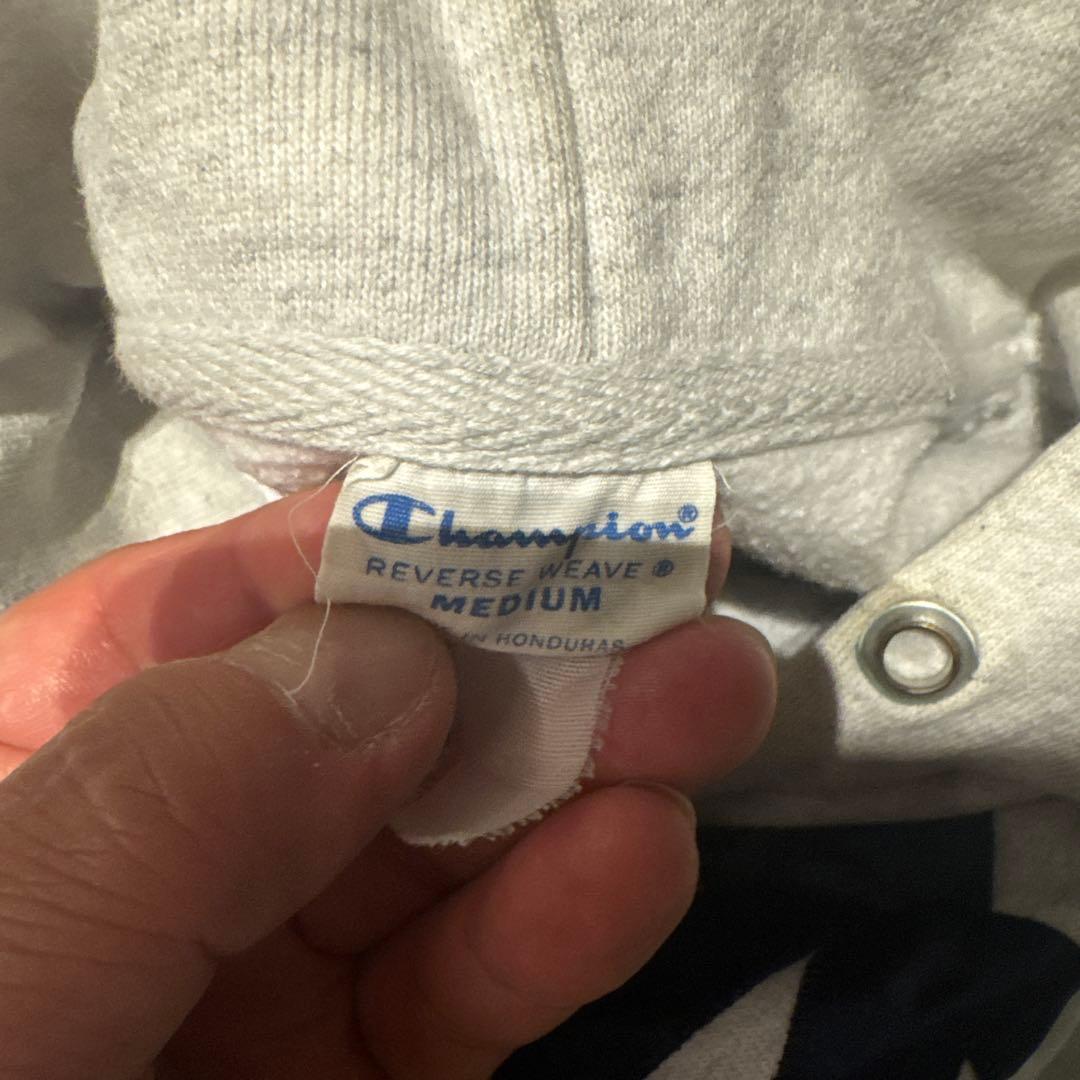 Champion®
REVERSE WEAVE ®
MEDIUM
IN HONDURAS